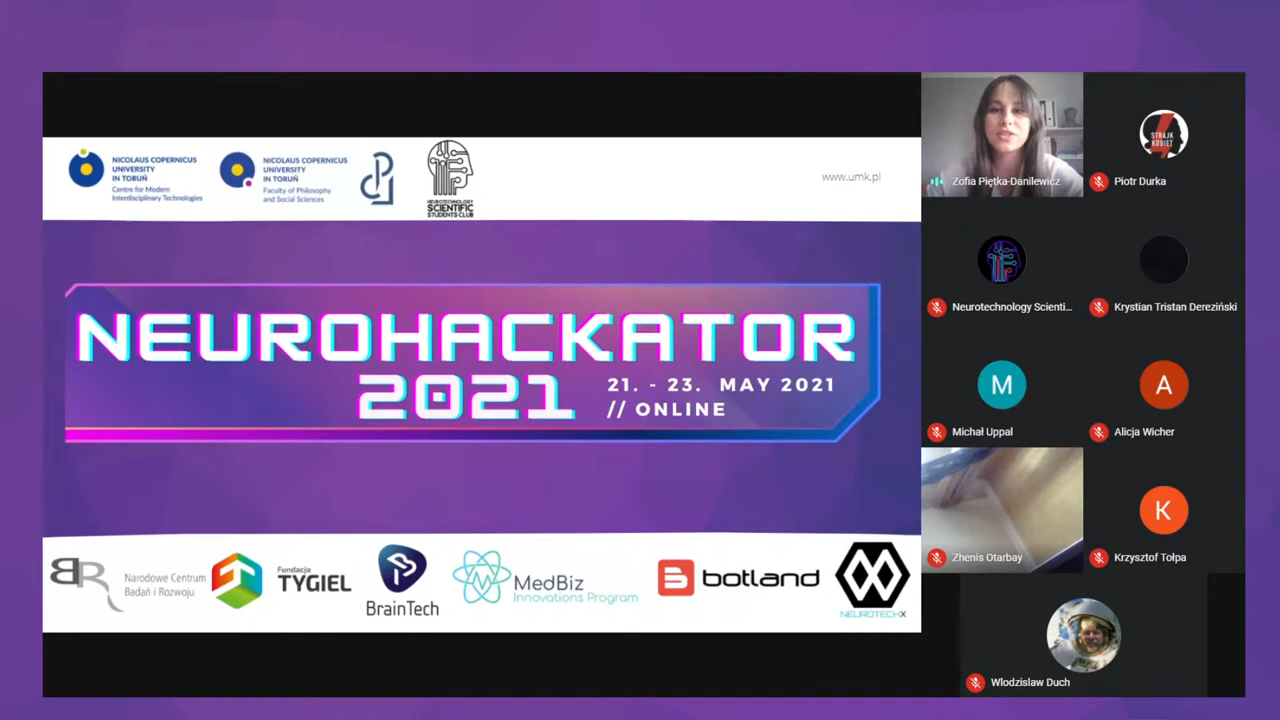 NICOLAUS COPERNICUS
UNIVERSITY
IN TORUŃ
Centre for Modern
Interdisciplinary Technologies
NICOLAUS COPERNICUS
UNIVERSITY
IN TORUŃ
Faculty of Philosophy
and Social Sciences
NEUROTECHNOLOGY
SCIENTIFIC
STUDENTS CLUB
www.umk.pl
NEUROHACKATOR
2021
21. - 23. MAY 2021
// ONLINE
BR
Narodowe Centrum
Badań i Rozwoju
Fundacja
TYGIEL
BrainTech
MedBiz
Innovations Program
botland
NEUROTECHX
Zofia Piętka-Danilewicz
STRAJK
KOBIET
Piotr Durka
Neurotechnology Scienti...
Krystian Tristan Dereziński
M
Michał Uppal
A
Alicja Wicher
Zhenis Otarbay
K
Krzysztof Tołpa
Wlodzislaw Duch